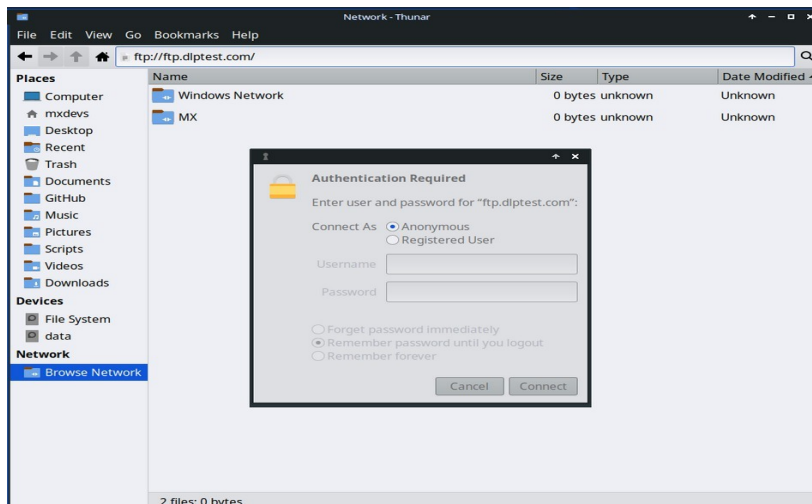 Network - Thunar
File Edit View Go Bookmarks Help
ftp://ftp.dlptest.com/
Places
Computer
mxdevs
Desktop
Recent
Trash
Documents
GitHub
Music
Pictures
Scripts
Videos
Downloads
Devices
File System
data
Network
Browse Network
Name Size Type Date Modified
Windows Network 0 bytes unknown Unknown
MX 0 bytes unknown Unknown
Authentication Required
Enter user and password for “ftp.dlptest.com”:
Connect As Anonymous
Registered User
Username
Password
Forget password immediately
Remember password until you logout
Remember forever
Cancel Connect
2 files: 0 bytes